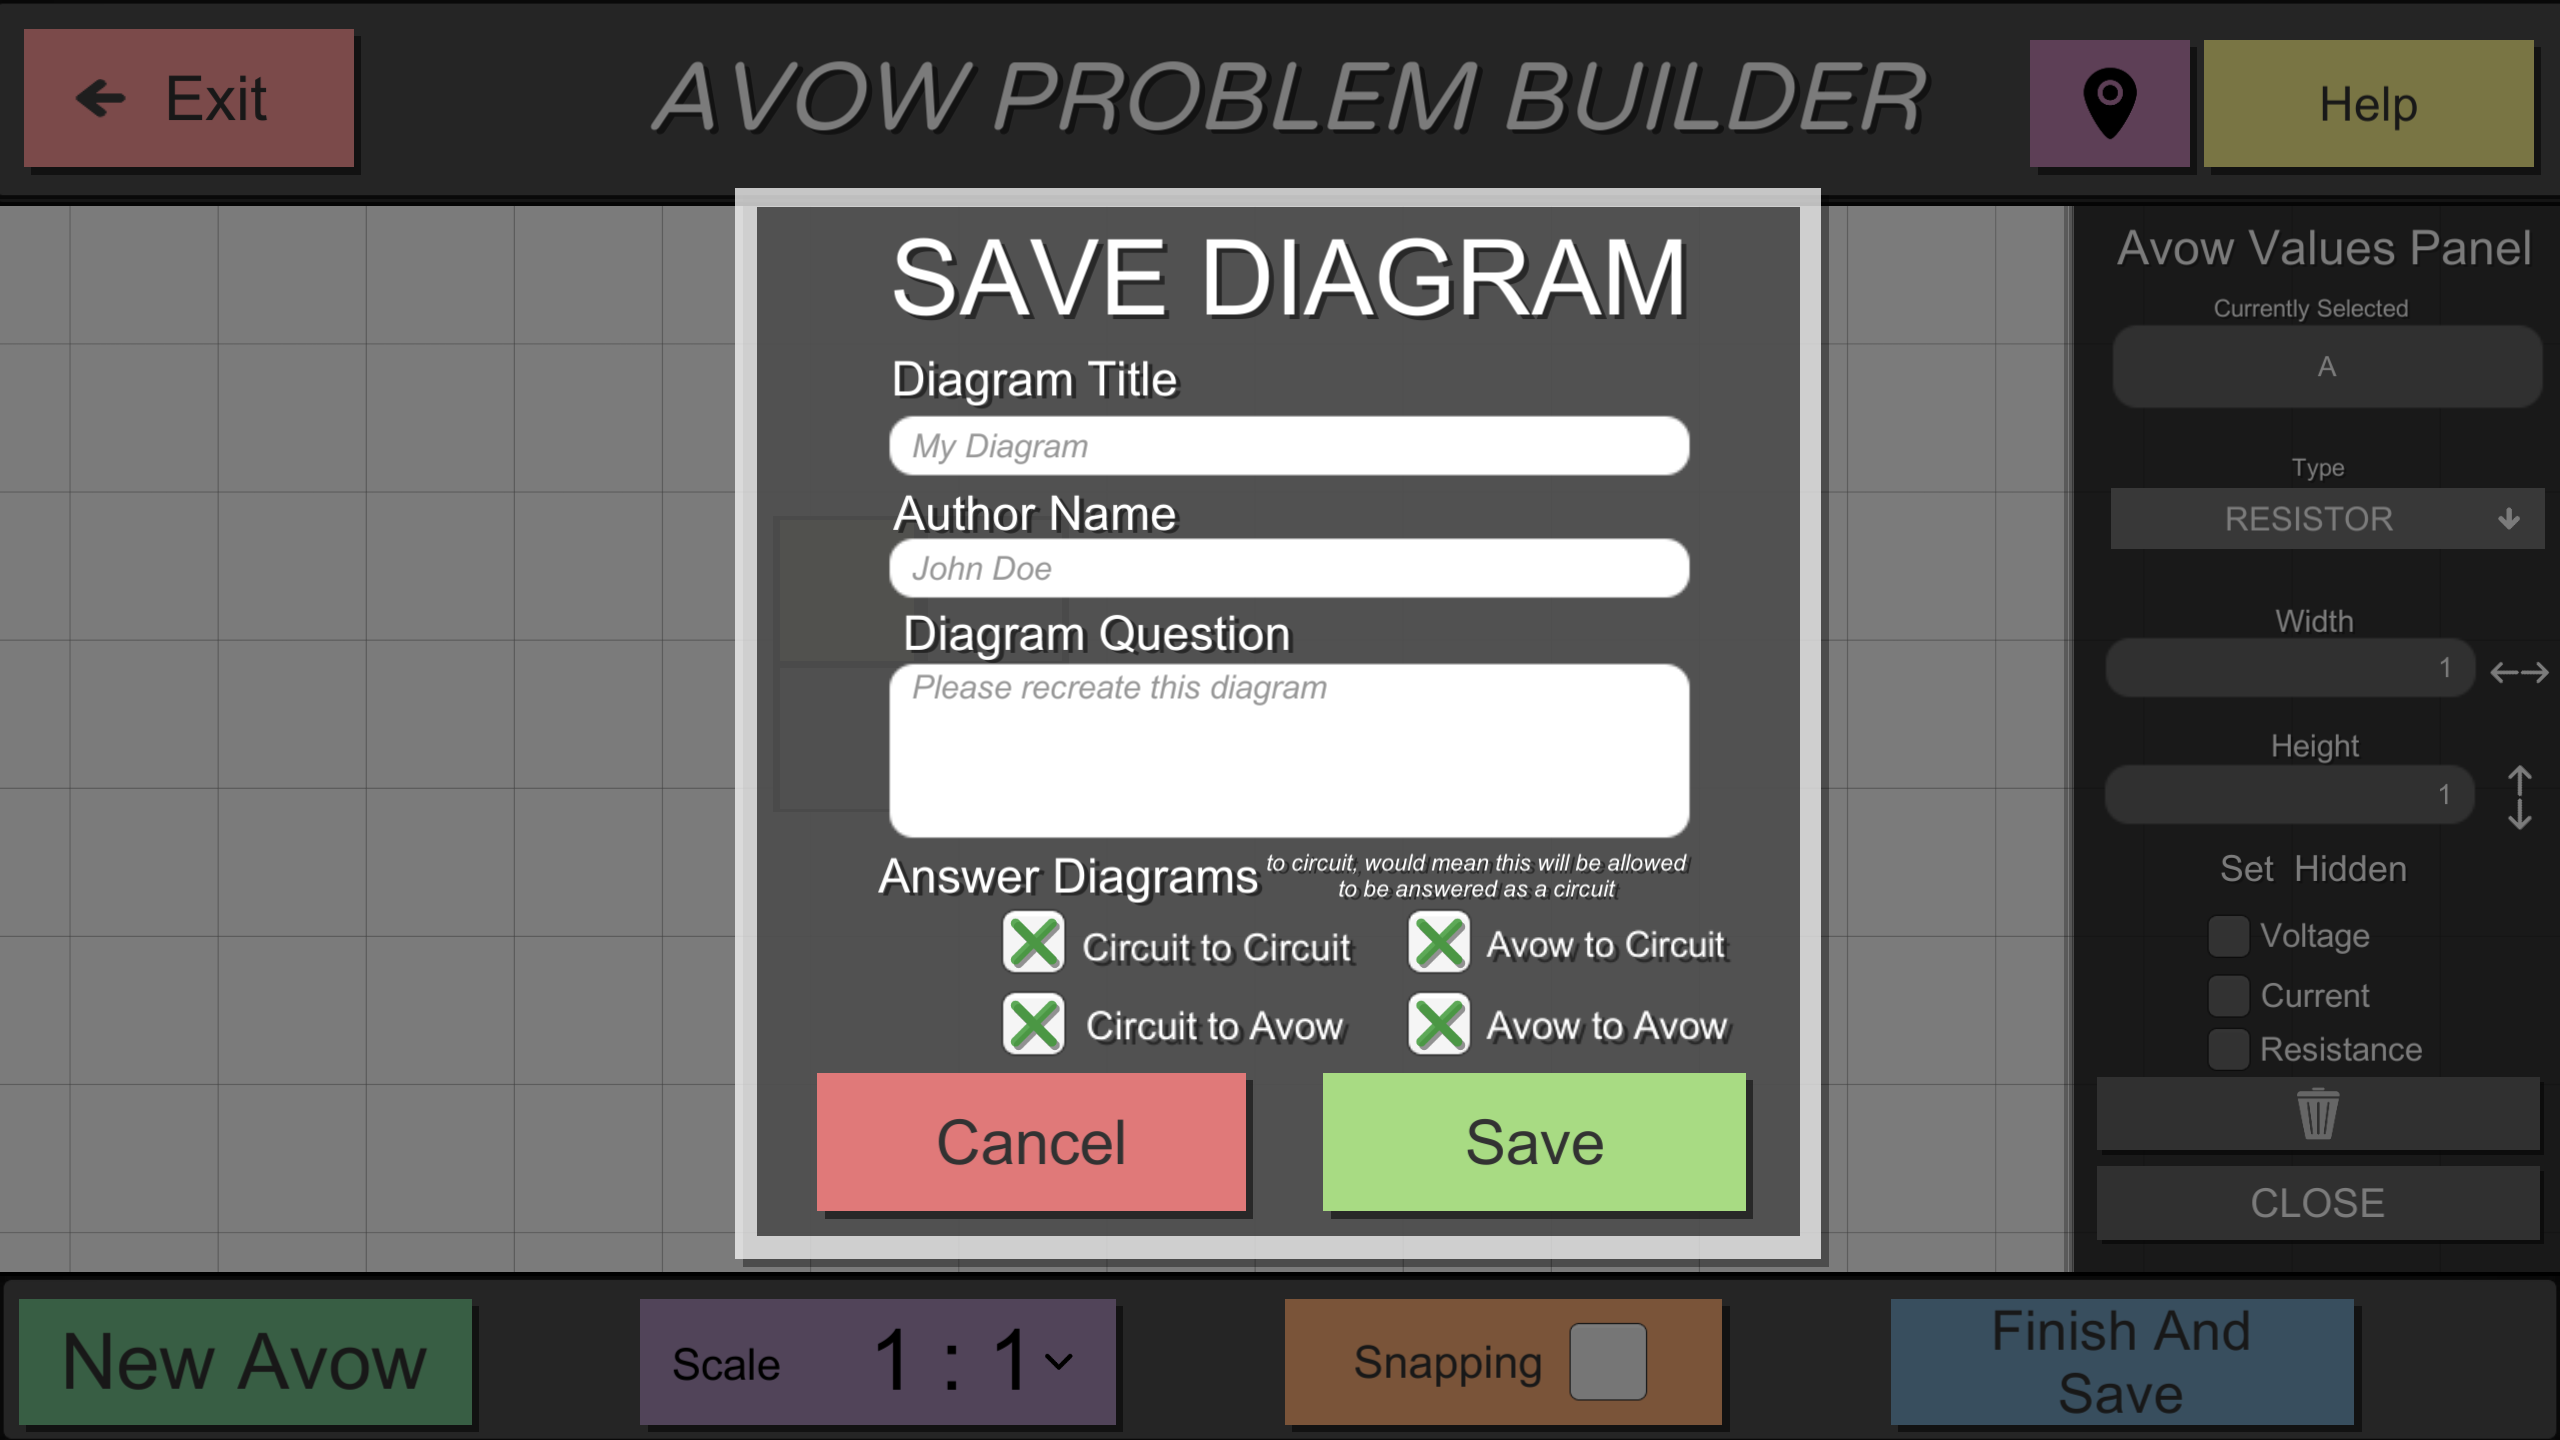 Exit
AVOW PROBLEM BUILDER
Help
SAVE DIAGRAM
Diagram Title
My Diagram
Author Name
John Doe
Diagram Question
Please recreate this diagram
Answer Diagrams
to circuit, would mean this will be allowed
to be answered as a circuit
Circuit to Circuit
Avow to Circuit
Circuit to Avow
Avow to Avow
Cancel
Save
Avow Values Panel
Currently Selected
A
Type
RESISTOR
Width
1
Height
1
Set Hidden
Voltage
Current
Resistance
CLOSE
New Avow
Scale 1 : 1
Snapping
Finish And
Save